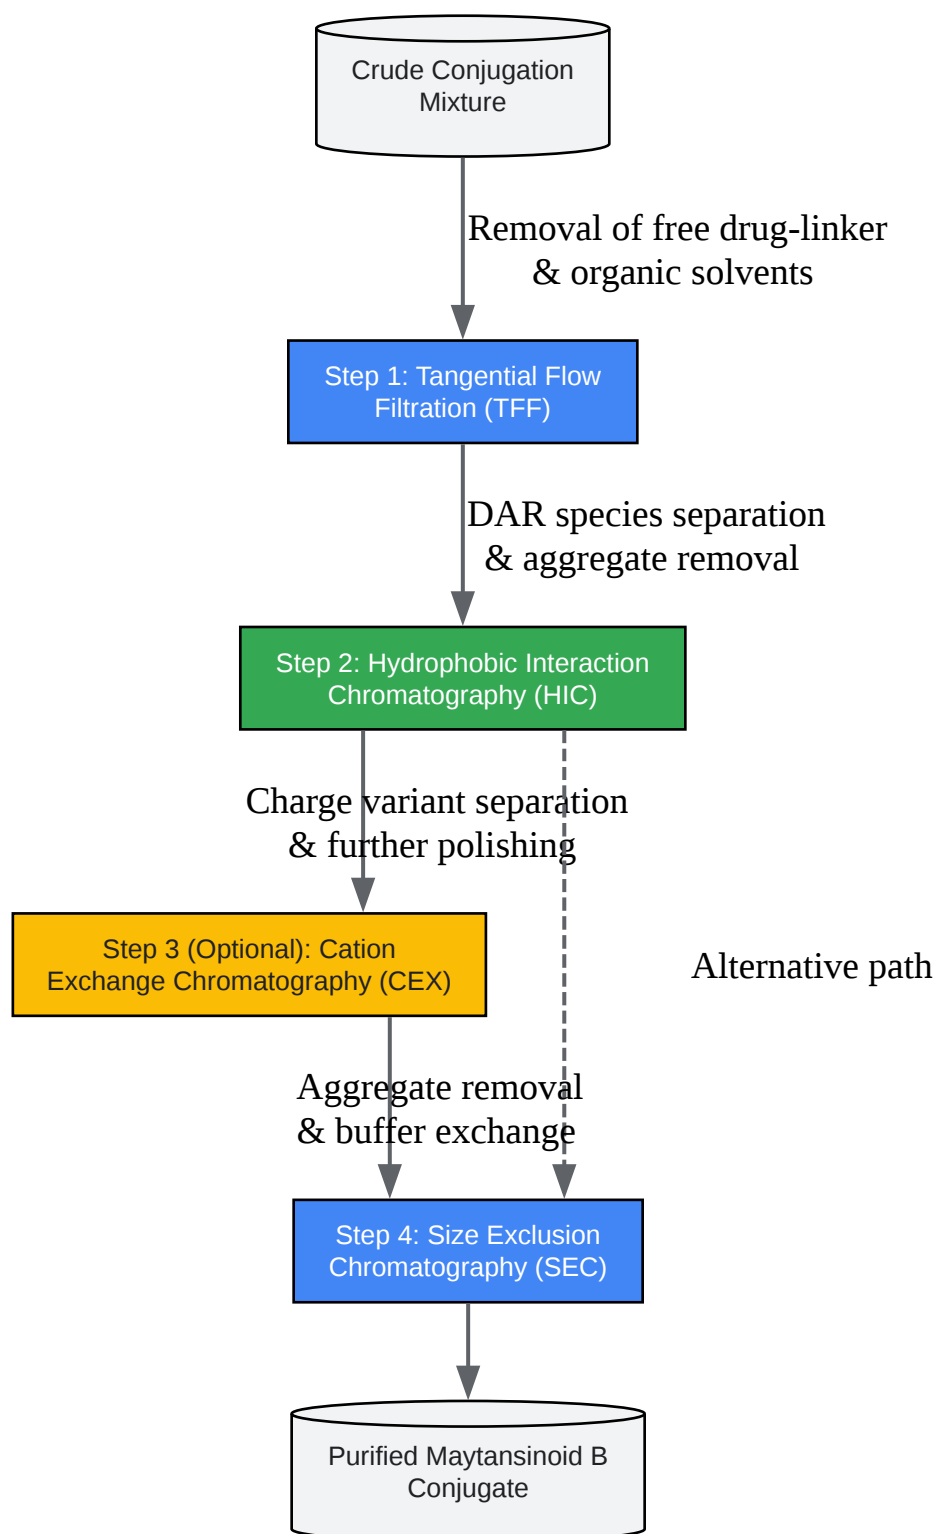 Crude Conjugation
Mixture
Removal of free drug-linker
& organic solvents
Step 1: Tangential Flow
Filtration (TFF)
DAR species separation
& aggregate removal
Step 2: Hydrophobic Interaction
Chromatography (HIC)
Charge variant separation
& further polishing
Step 3 (Optional): Cation
Exchange Chromatography (CEX)
Alternative path
Aggregate removal
& buffer exchange
Step 4: Size Exclusion
Chromatography (SEC)
Purified Maytansinoid B
Conjugate